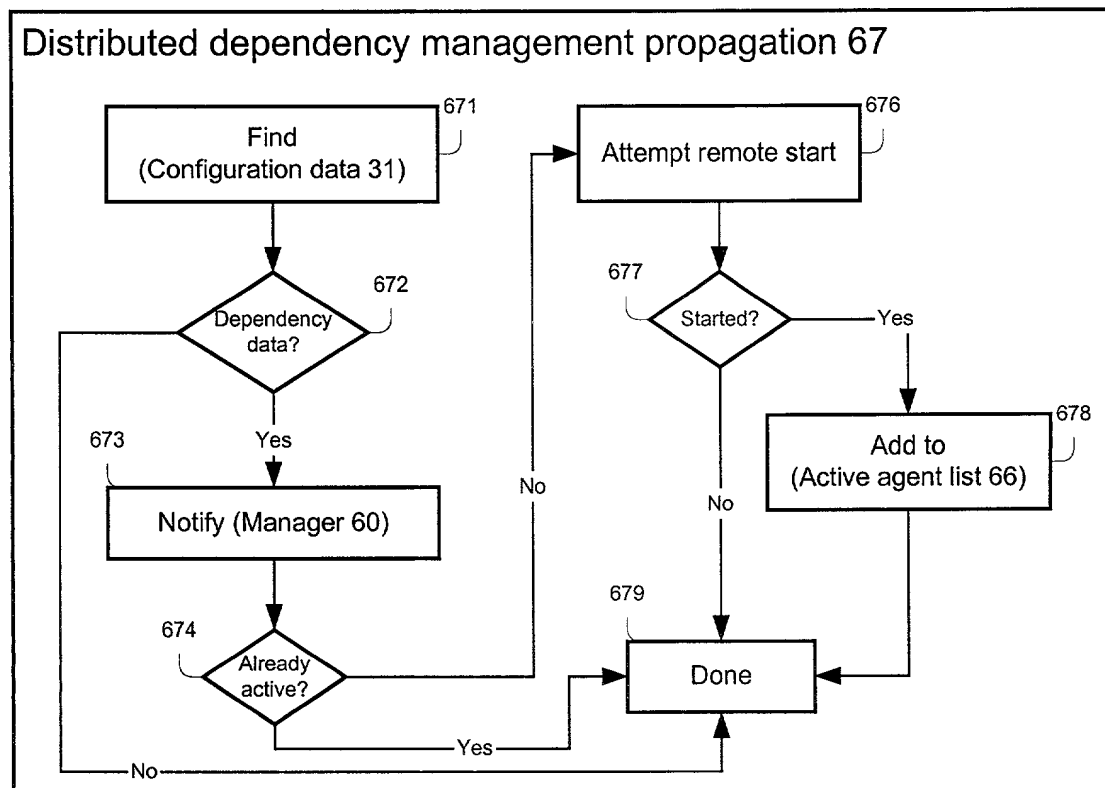 Distributed dependency management propagation 67
671
Find
(Configuration data 31)
672
Dependency
data?
Yes
673
Notify (Manager 60)
674
Already
active?
Yes
No
No
676
Attempt remote start
677
Started?
Yes
No
678
Add to
(Active agent list 66)
679
Done